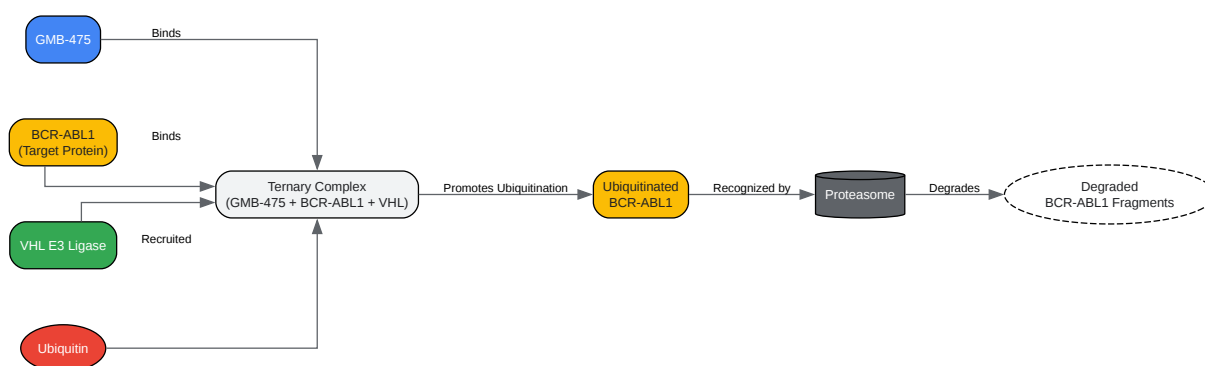 GMB-475
Binds
BCR-ABL1
(Target Protein)
Binds
Ternary Complex
(GMB-475 + BCR-ABL1 + VHL)
Promotes Ubiquitination
Ubiquitinated
BCR-ABL1
Recognized by
Proteasome
Degrades
Degraded
BCR-ABL1 Fragments
VHL E3 Ligase
Recruited
Ubiquitin